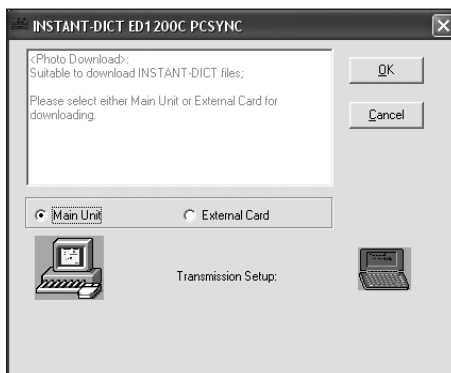 INSTANT-DICT ED1200C PCSYNC
<Photo Download>:
Suitable to download INSTANT-DICT files;
Please select either Main Unit or External Card for
downloading.
OK
Cancel
Main Unit
External Card
Transmission Setup: